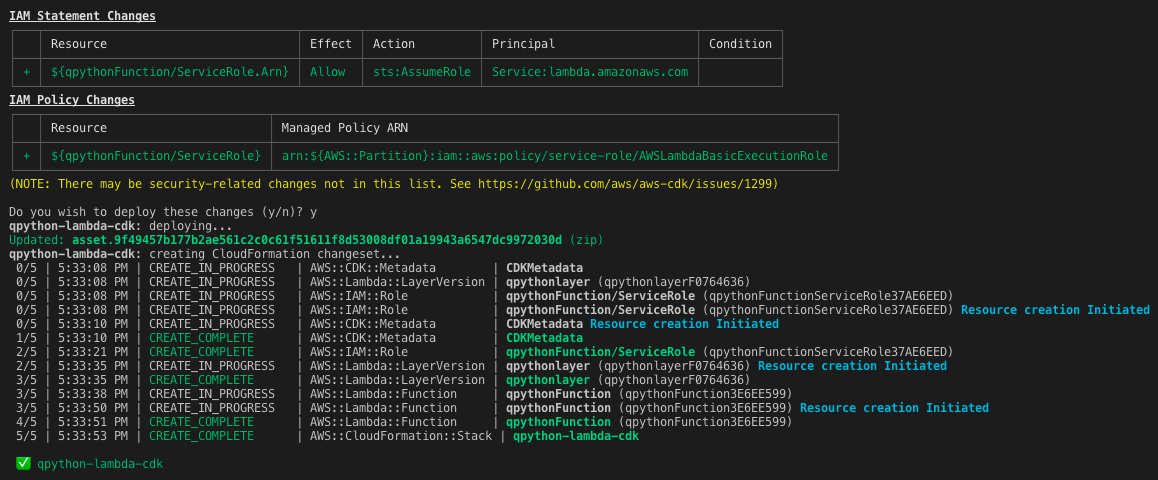 IAM Statement Changes
Resource Effect Action Principal Condition
+ ${qpythonFunction/ServiceRole.Arn} Allow sts:AssumeRole Service:lambda.amazonaws.com
IAM Policy Changes
Resource Managed Policy ARN
+ ${qpythonFunction/ServiceRole} arn:${AWS::Partition}:iam::aws:policy/service-role/AWSLambdaBasicExecutionRole
(NOTE: There may be security-related changes not in this list. See https://github.com/aws/aws-cdk/issues/1299)
Do you wish to deploy these changes (y/n)? y
qpython-lambda-cdk: deploying...
Updated: asset.9f49457b177b2ae561c2c0c61f51611f8d53008df01a19943a6547dc9972030d (zip)
qpython-lambda-cdk: creating CloudFormation changeset...
0/5 | 5:33:08 PM | CREATE_IN_PROGRESS | AWS::CDK::Metadata | CDKMetadata
0/5 | 5:33:08 PM | CREATE_IN_PROGRESS | AWS::Lambda::LayerVersion | qpythonlayer (qpythonlayerF0764636)
0/5 | 5:33:08 PM | CREATE_IN_PROGRESS | AWS::IAM::Role | qpythonFunction/ServiceRole (qpythonFunctionServiceRole37AE6EED)
0/5 | 5:33:08 PM | CREATE_IN_PROGRESS | AWS::IAM::Role | qpythonFunction/ServiceRole (qpythonFunctionServiceRole37AE6EED) Resource creation Initiated
0/5 | 5:33:10 PM | CREATE_IN_PROGRESS | AWS::CDK::Metadata | CDKMetadata Resource creation Initiated
1/5 | 5:33:10 PM | CREATE_COMPLETE | AWS::CDK::Metadata | CDKMetadata
2/5 | 5:33:21 PM | CREATE_COMPLETE | AWS::IAM::Role | qpythonFunction/ServiceRole (qpythonFunctionServiceRole37AE6EED)
2/5 | 5:33:35 PM | CREATE_IN_PROGRESS | AWS::Lambda::LayerVersion | qpythonlayer (qpythonlayerF0764636) Resource creation Initiated
3/5 | 5:33:35 PM | CREATE_COMPLETE | AWS::Lambda::LayerVersion | qpythonlayer (qpythonlayerF0764636)
3/5 | 5:33:38 PM | CREATE_IN_PROGRESS | AWS::Lambda::Function | qpythonFunction (qpythonFunction3E6EE599)
3/5 | 5:33:50 PM | CREATE_IN_PROGRESS | AWS::Lambda::Function | qpythonFunction (qpythonFunction3E6EE599) Resource creation Initiated
4/5 | 5:33:51 PM | CREATE_COMPLETE | AWS::Lambda::Function | qpythonFunction (qpythonFunction3E6EE599)
5/5 | 5:33:53 PM | CREATE_COMPLETE | AWS::CloudFormation::Stack | qpython-lambda-cdk
✅ qpython-lambda-cdk